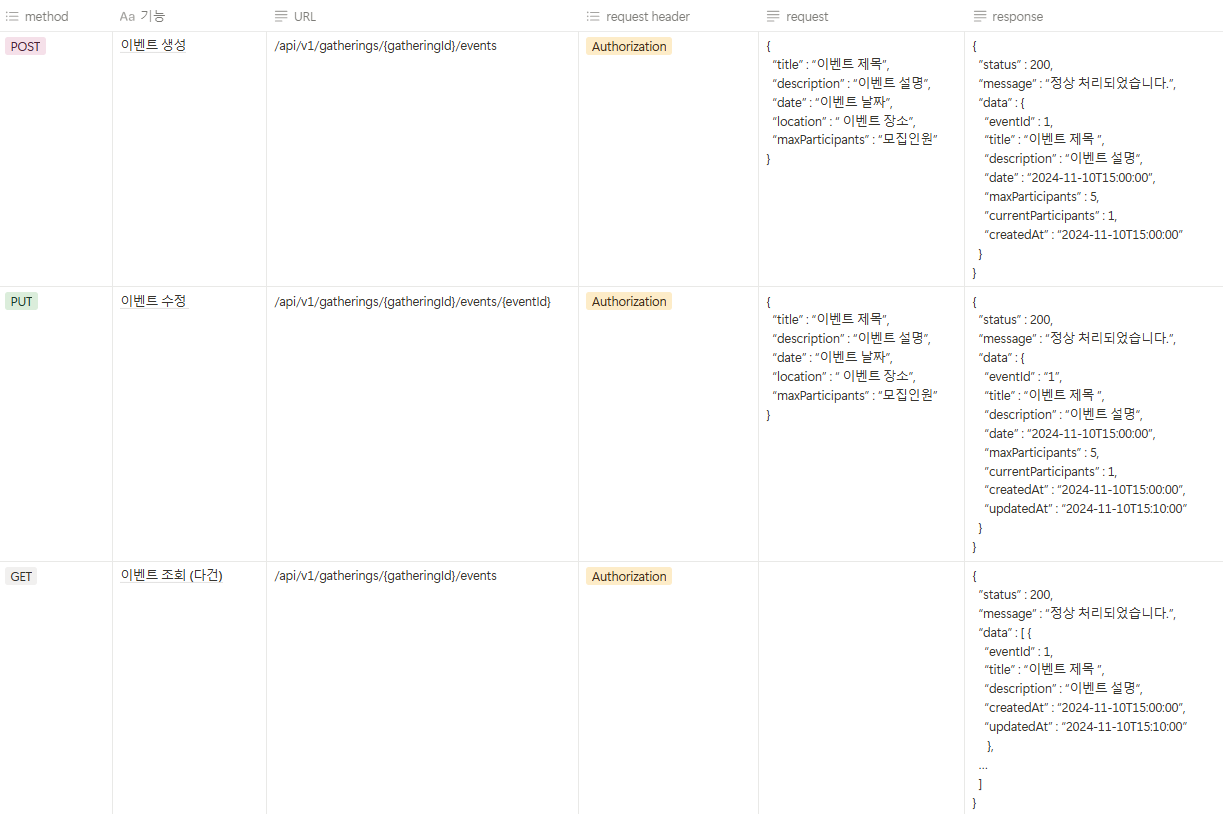 method
Aa 기능
URL
request header
request
response
POST
이벤트 생성
/api/v1/gatherings/{gatheringId}/events
Authorization
{
“title” : “이벤트 제목”,
“description” : “이벤트 설명”,
“date” : “이벤트 날짜”,
“location” : “ 이벤트 장소”,
“maxParticipants” : “모집인원”
}
{
“status” : 200,
“message” : “정상 처리되었습니다.”,
“data” : {
“eventId” : 1,
“title” : “이벤트 제목 ”,
“description” : “이벤트 설명”,
“date” : “2024-11-10T15:00:00”,
“maxParticipants” : 5,
“currentParticipants” : 1,
“createdAt” : “2024-11-10T15:00:00”
}
}
PUT
이벤트 수정
/api/v1/gatherings/{gatheringId}/events/{eventId}
Authorization
{
“title” : “이벤트 제목”,
“description” : “이벤트 설명”,
“date” : “이벤트 날짜”,
“location” : “ 이벤트 장소”,
“maxParticipants” : “모집인원”
}
{
“status” : 200,
“message” : “정상 처리되었습니다.”,
“data” : {
“eventId” : “1”,
“title” : “이벤트 제목 ”,
“description” : “이벤트 설명”,
“date” : “2024-11-10T15:00:00”,
“maxParticipants” : 5,
“currentParticipants” : 1,
“createdAt” : “2024-11-10T15:00:00”,
“updatedAt” : “2024-11-10T15:10:00”
}
}
GET
이벤트 조회 (다건)
/api/v1/gatherings/{gatheringId}/events
Authorization
{
“status” : 200,
“message” : “정상 처리되었습니다.”,
“data” : [ {
“eventId” : 1,
“title” : “이벤트 제목 ”,
“description” : “이벤트 설명”,
“createdAt” : “2024-11-10T15:00:00”,
“updatedAt” : “2024-11-10T15:10:00”
},
...
]
}